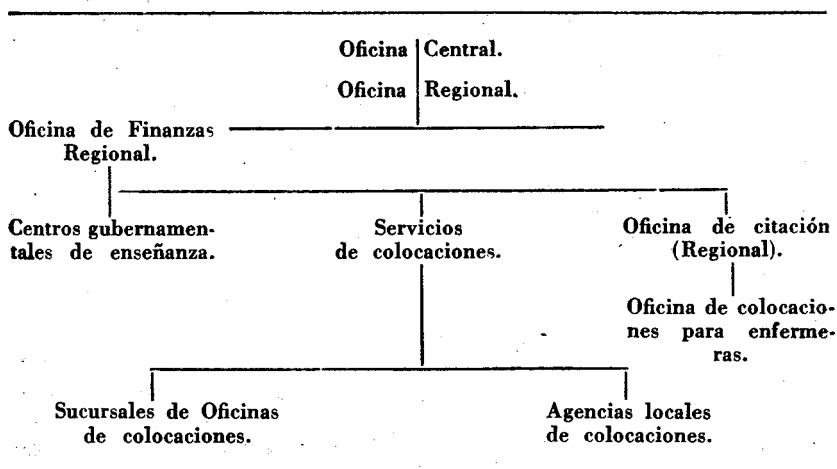 Oficina Central.
Oficina Regional.
Oficina de Finanzas
Regional.
Centros gubernamen-
tales de enseñanza.
Servicios
de colocaciones.
Oficina de citación
(Regional).
Oficina de colocacio-
nes para enferme-
ras.
Sucursales de Oficinas
de colocaciones.
Agencias locales
de colocaciones.